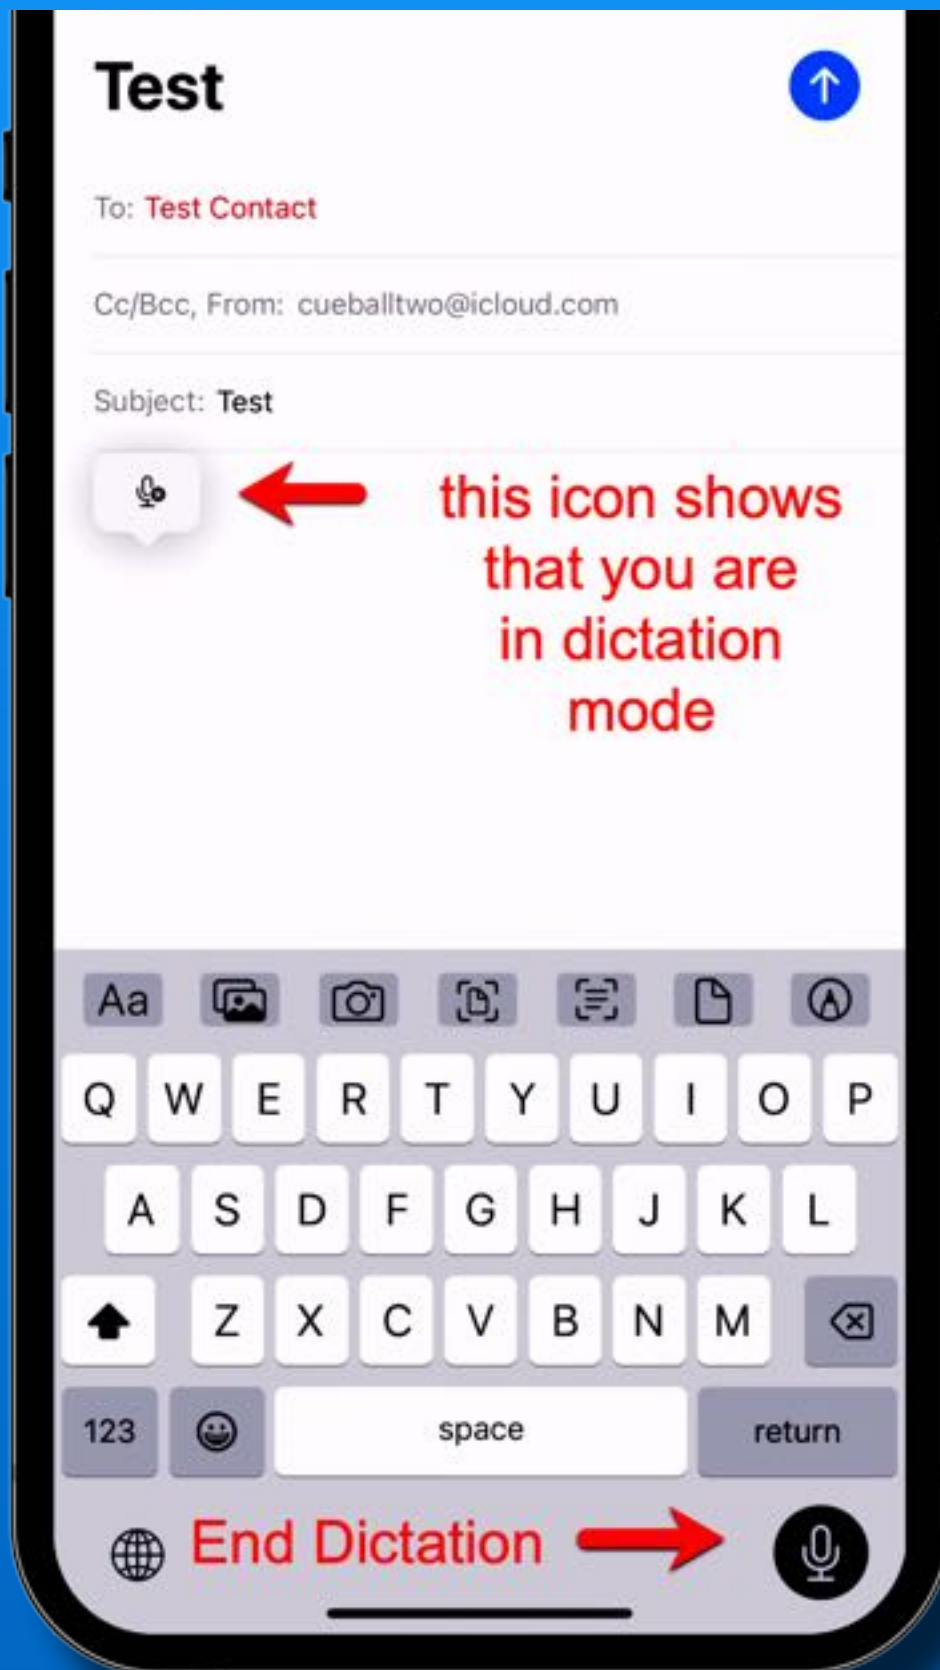 Test
To: Test Contact
Cc/Bcc, From: cueballtwo@icloud.com
Subject: Test
this icon shows
that you are
in dictation
mode
Aa
Q W E R T Y U I O P
A S D F G H J K L
Z X C V B N M
123 space return
End Dictation